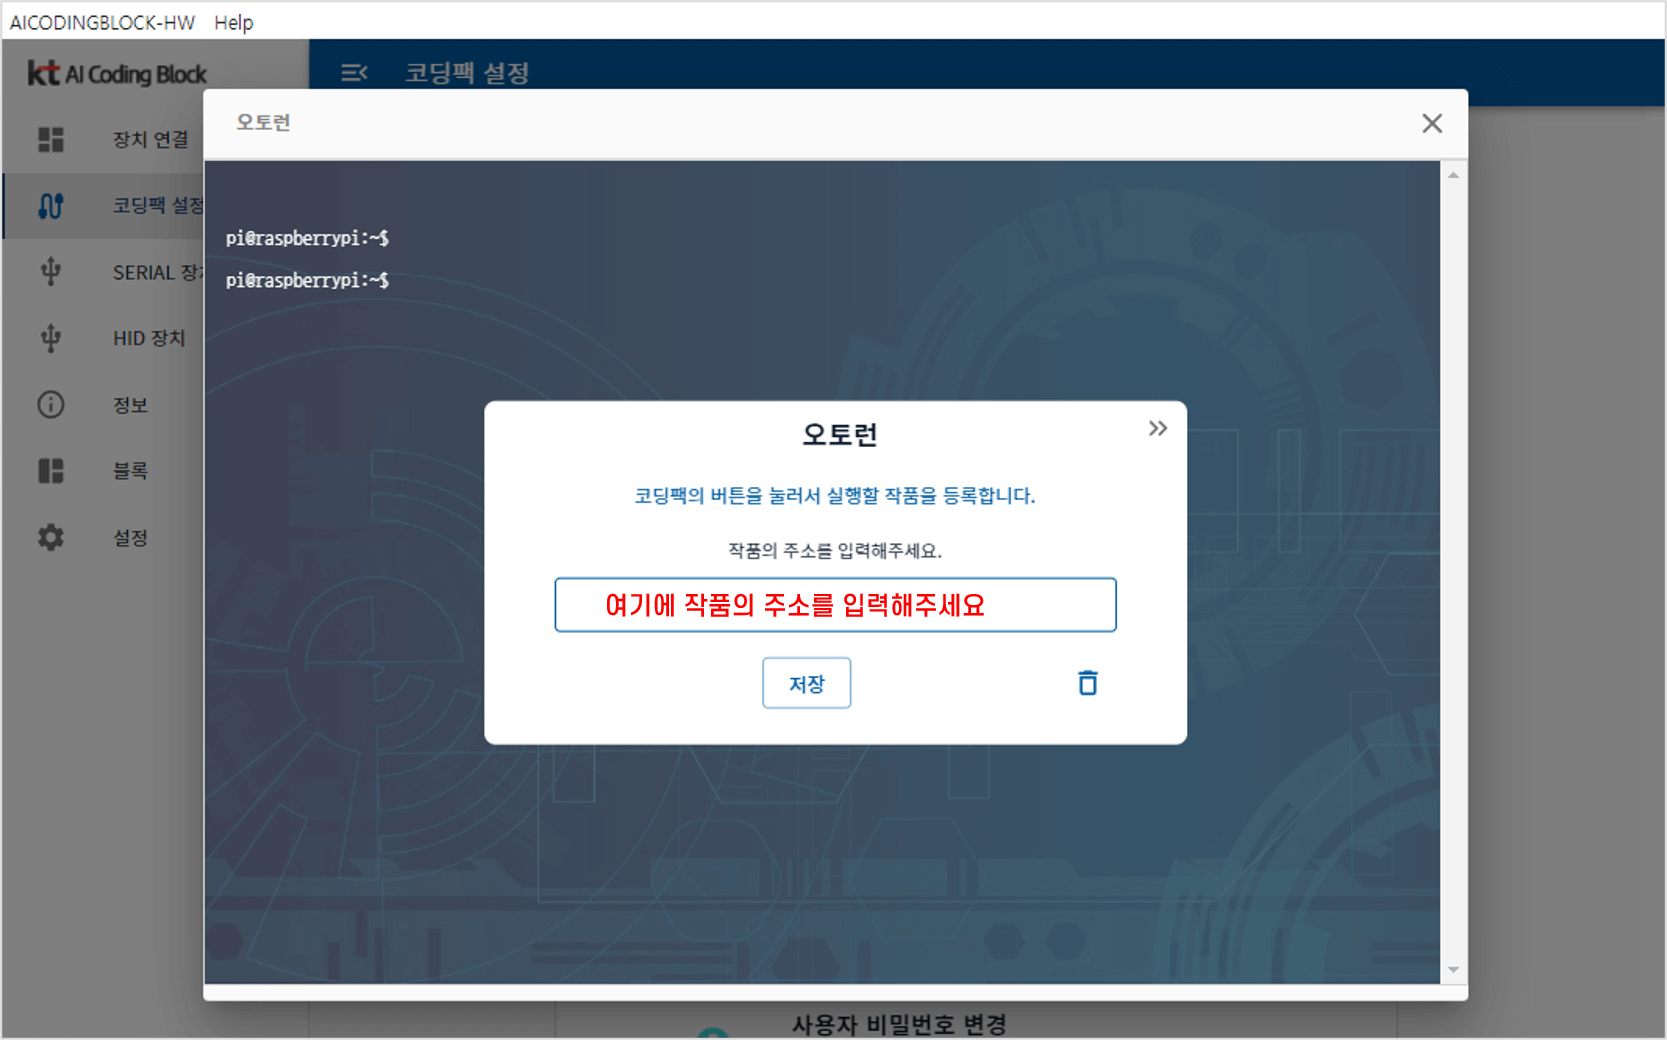 AICODINGBLOCK-HW Help
kt AI Coding Block
코딩팩 설정
장치 연결
코딩팩 설정
SERIAL 장치
HID 장치
정보
블록
설정
오토런
pi@raspberrypi:~$
pi@raspberrypi:~$
오토런
코딩팩의 버튼을 눌러서 실행할 작품을 등록합니다.
작품의 주소를 입력해주세요.
여기에 작품의 주소를 입력해주세요
저장
사용자 비밀번호 변경